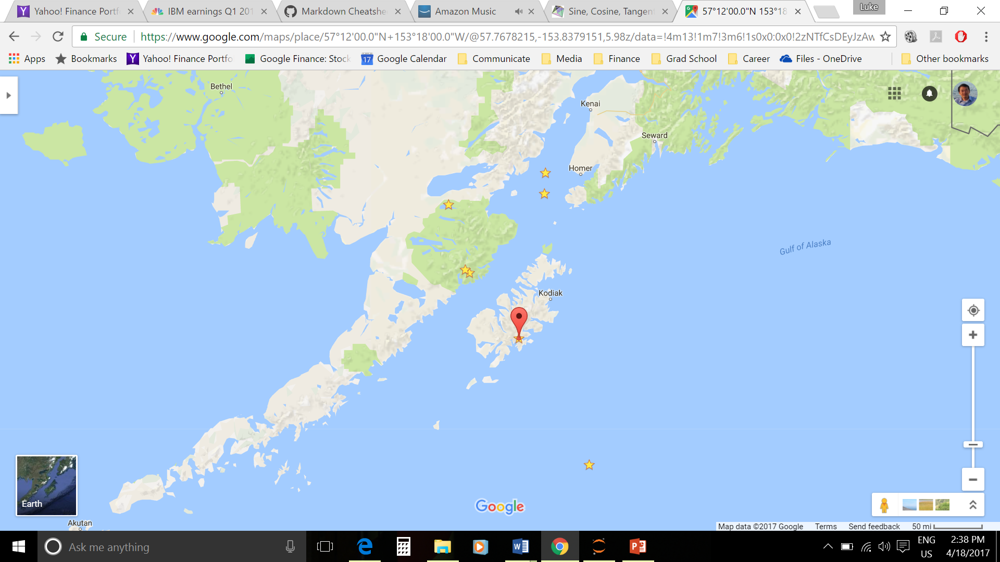 Yahoo! Finance Portf
IBM earnings Q1 201
Markdown Cheatshe
Amazon Music
Sine, Cosine, Tangen
57°12'00.0"N 153°18
Luke
Secure
https://www.google.com/maps/place/57°12'00.0"N+153°18'00.0"W/@57.7678215,-153.8379151,5.98z/data=!4m13!1m7!3m6!1s0x0:0x0!2zNTfCsDEyJzAw
Apps
Bookmarks
Yahoo! Finance Portfo
Google Finance: Stock
17
Google Calendar
Communicate
Media
Finance
Grad School
Career
Files - OneDrive
Other bookmarks
Bethel
Kenai
Seward
Homer
Gulf of Alaska
Kodiak
Earth
Akutan
Google
Map data ©2017 Google
Terms
Send feedback
50 mi
Ask me anything
ENG
US
2:38 PM
4/18/2017